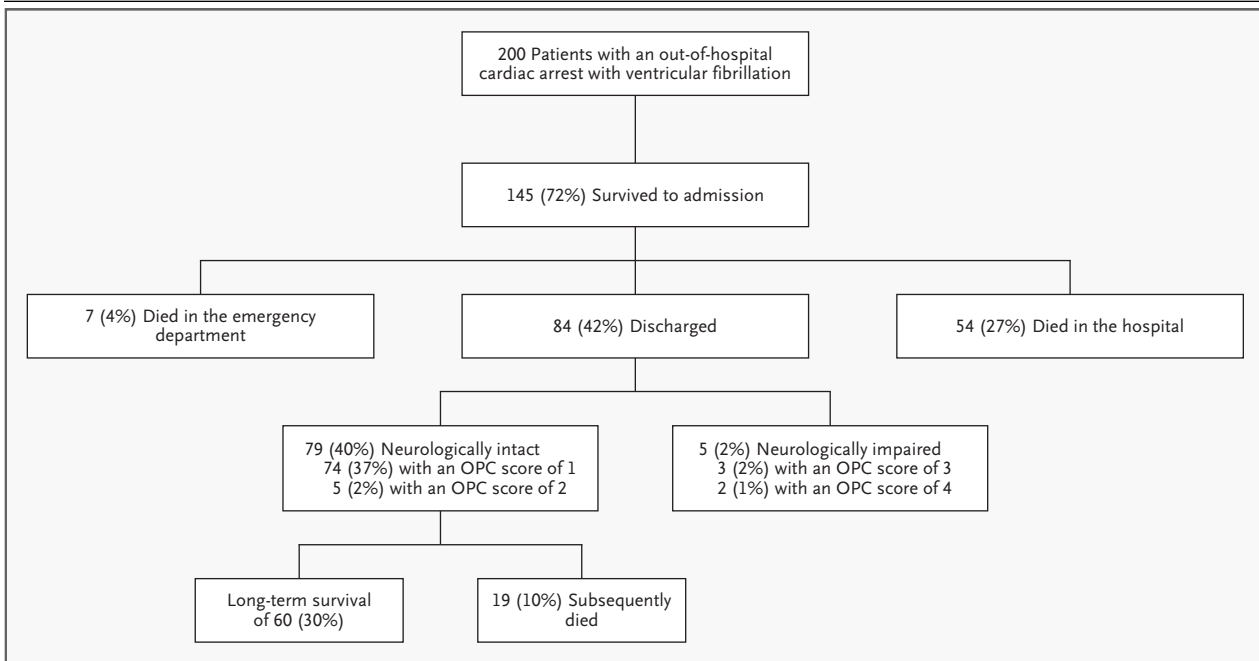 200 Patients with an out-of-hospital
cardiac arrest with ventricular fibrillation
145 (72%) Survived to admission
7 (4%) Died in the emergency
department
84 (42%) Discharged
54 (27%) Died in the hospital
79 (40%) Neurologically intact
74 (37%) with an OPC score of 1
5 (2%) with an OPC score of 2
5 (2%) Neurologically impaired
3 (2%) with an OPC score of 3
2 (1%) with an OPC score of 4
Long-term survival
of 60 (30%)
19 (10%) Subsequently
died